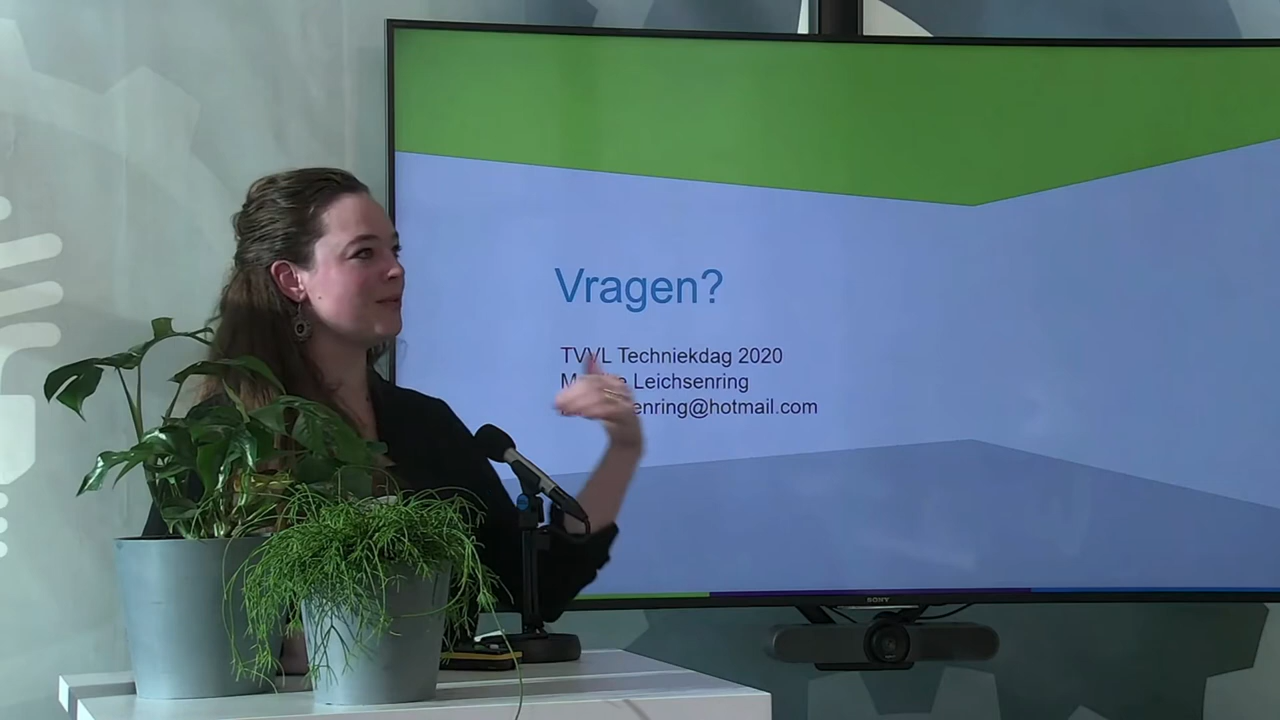 Vragen?
TVVL Techniekdag 2020
Leichsenring
enring@hotmail.com
SONY